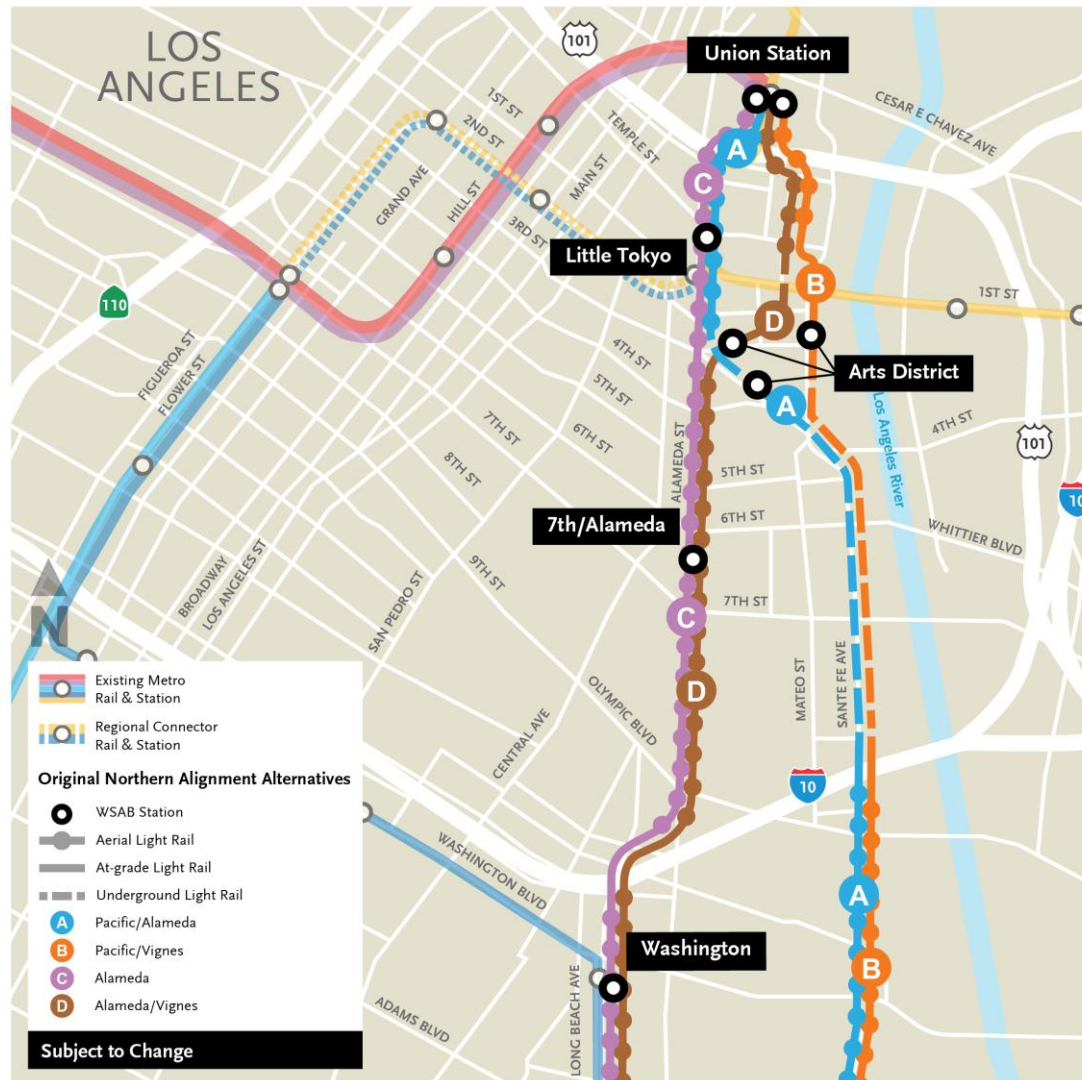 LOS
ANGELES
101
Union Station
CESAR E CHAVEZ AVE
1ST ST
2ND ST
TEMPLE ST
A
C
GRAND AVE
HILL ST
MAIN ST
3RD ST
Little Tokyo
B
110
1ST ST
D
FIGUEROA ST
FLOWER ST
4TH ST
Arts District
5TH ST
A
Los Angeles River
4TH ST
101
7TH ST
6TH ST
8TH ST
ALAMEDA ST
5TH ST
10
7th/Alameda
6TH ST
WHITTIER BLVD
BROADWAY
LOS ANGELES ST
9TH ST
SAN PEDRO ST
7TH ST
C
N
MATEO ST
SANTE FE AVE
D
OLYMPIC BLVD
CENTRAL AVE
10
WASHINGTON BLVD
A
B
Washington
LONG BEACH AVE
ADAMS BLVD
Existing Metro
Rail & Station
Regional Connector
Rail & Station
Original Northern Alignment Alternatives
WSAB Station
Aerial Light Rail
At-grade Light Rail
Underground Light Rail
A Pacific/Alameda
B Pacific/Vignes
C Alameda
D Alameda/Vignes
Subject to Change